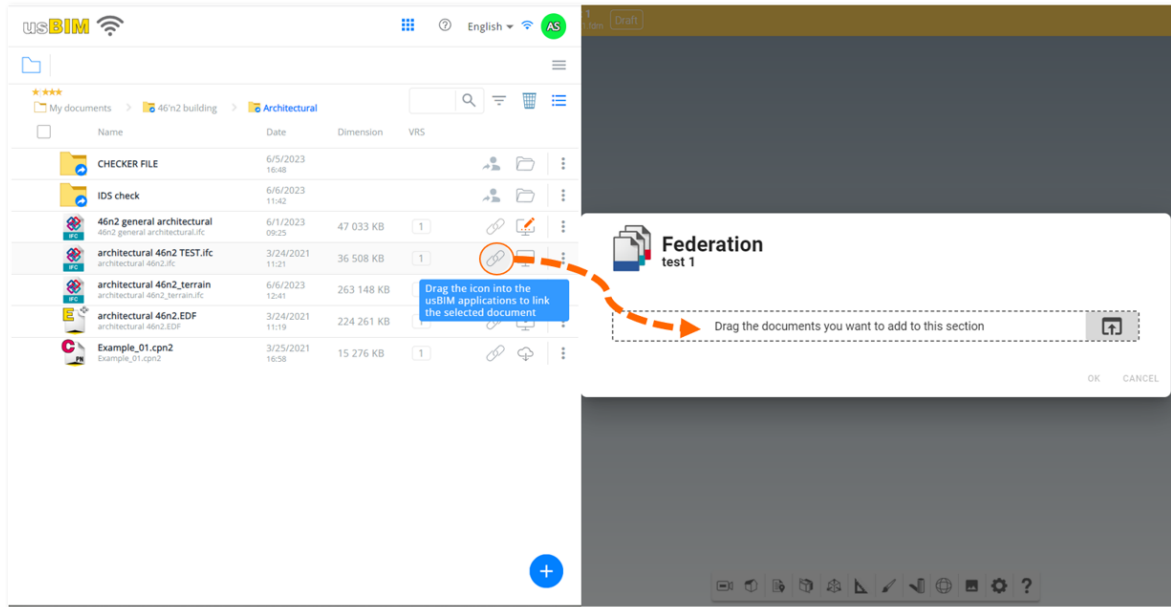 usBIM
English
AS
My documents > 46'n2 building > Architectural
Name Date Dimension VRS
CHECKER FILE 6/5/2023
16:48
IDS check 6/6/2023
11:42
46n2 general architectural 6/1/2023 47 033 KB 1
46n2 general architectural.ifc 09:25
IFC
architectural 46n2 TEST.ifc 3/24/2021 36 508 KB 1
architectural 46n2.ifc 11:21
IFC
architectural 46n2_terrain 6/6/2023 263 148 KB
architectural 46n2_terrain.ifc 12:41
IFC
architectural 46n2.EDF 3/24/2021 224 261 KB 1
architectural 46n2.EDF 11:19
Example_01.cpn2 3/25/2021 15 276 KB 1
Example_01.cpn2 16:58
Drag the icon into the
usBIM applications to link
the selected document
+
1
Draft
Federation
test 1
Drag the documents you want to add to this section
OK CANCEL
?